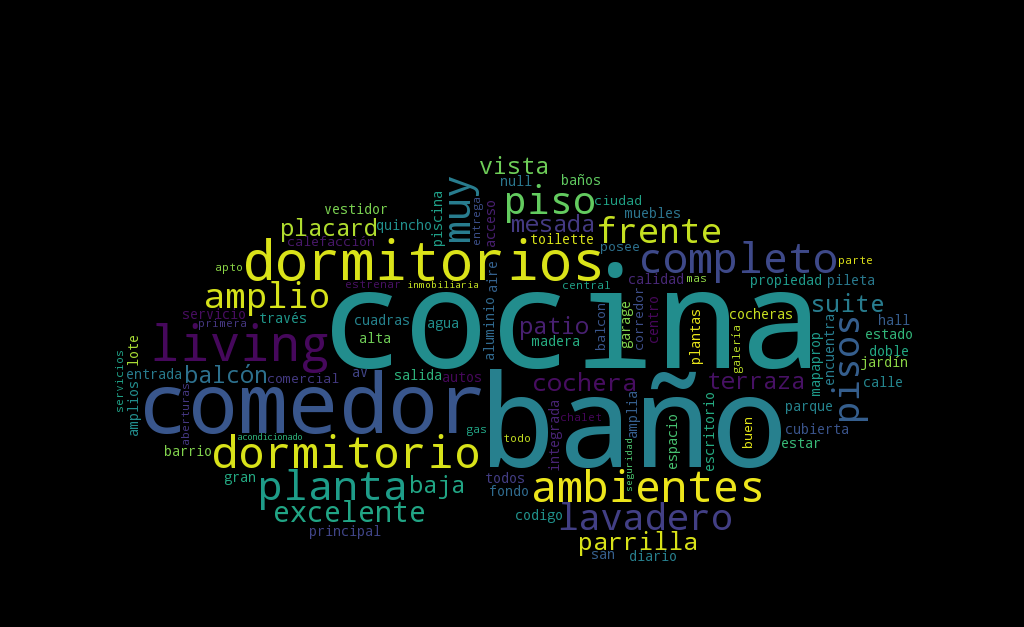 vista
null
baños
muy
piso
ciudad
vestidor
piscina
entrega
acceso
mesada
muebles
placard
quincho
frente
calefacción
toilette
posee
completo
dormitorios
apto
aire
estrenar
inmobiliaria
central
calidad
mas
propiedad
pileta
parte
amplio
cocina
suite
servicio
primera
través
cuadras
agua
aluminio
patio
balcon
garage
corredor
centro
plantas
cocheras
galería
hall
estado
doble
jardín
mapaprop
encuentra
pisos
lote
living
alta
madera
servicios
entrada
balcón
comercial
av
salida
autos
cochera
terraza
calle
amplios
comedor
baño
chalet
parque
aberturas
acondicionado
gas
todo
integrada
amplia
seguridad
espacio
escritorio
buen
cubierta
estar
barrio
dormitorio
gran
planta
baja
todos
fondo
ambientes
excelente
codigo
lavadero
principal
parrilla
san
diario